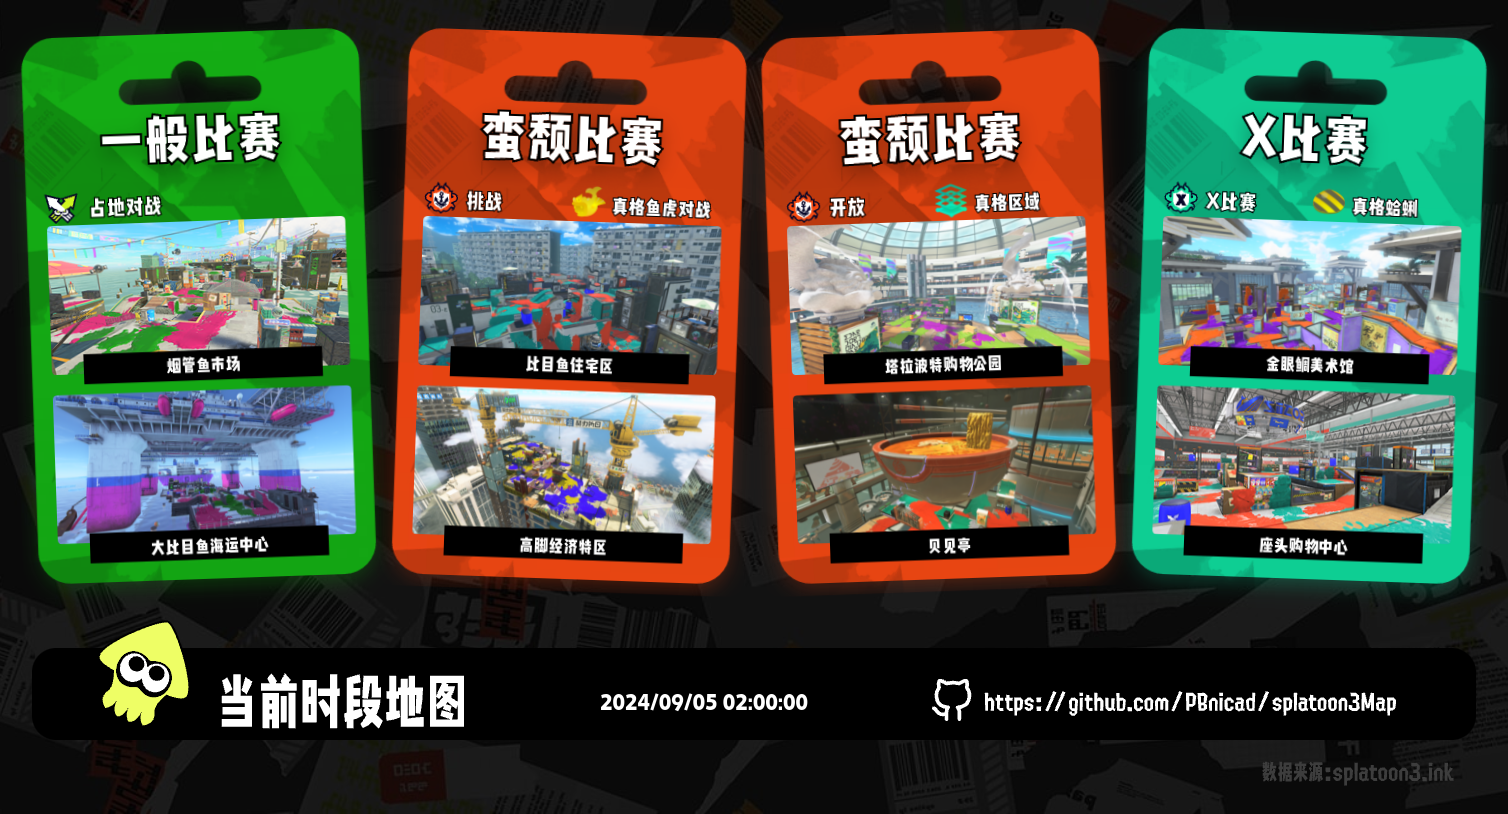 一般比赛
占地对战
烟管鱼市场
大比目鱼海运中心
蛮颓比赛
挑战
真格鱼虎对战
比目鱼住宅区
高脚经济特区
蛮颓比赛
开放
真格区域
塔拉波特购物公园
贝贝亭
X比赛
X比赛
真格蛤蜊
金眼鲷美术馆
座头购物中心
当前时段地图
2024/09/05 02:00:00
https://github.com/PBnicad/splatoon3Map
数据来源:splatoon3.ink